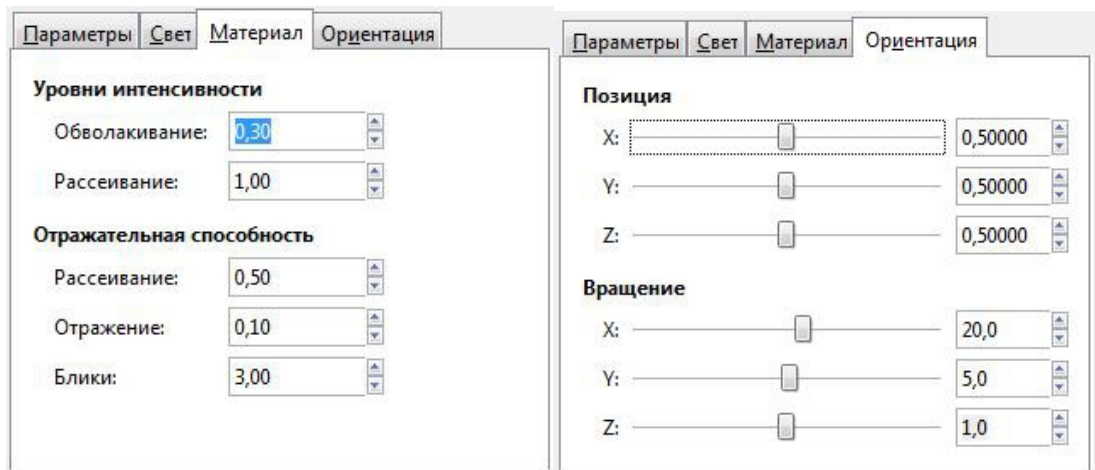 Параметры Свет Материал Ориентация
Уровни интенсивности
Обволакивание: 0,30
Рассеивание: 1,00
Отражательная способность
Рассеивание: 0,50
Отражение: 0,10
Блики: 3,00
Параметры Свет Материал Ориентация
Позиция
X: 0,50000
Y: 0,50000
Z: 0,50000
Вращение
X: 20,0
Y: 5,0
Z: 1,0